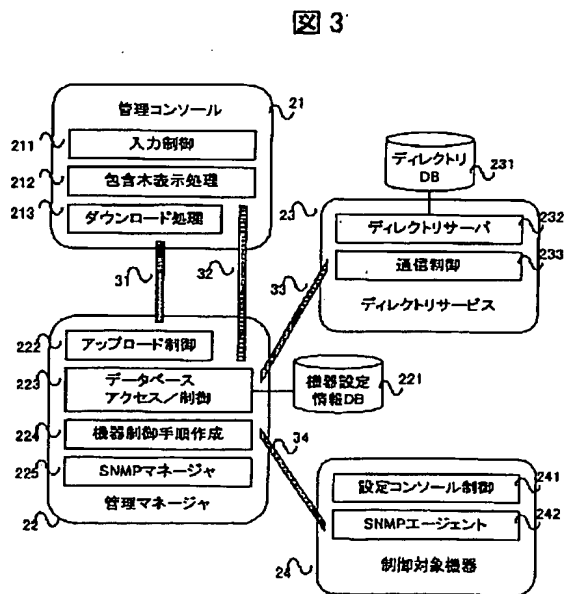 図 3
管理コンソール
21
211
入力制御
212
包含木表示処理
213
ダウンロード処理
ディレクトリ
DB
231
23
ディレクトリサーバ
232
通信制御
233
ディレクトリサービス
31
32
33
222
アップロード制御
223
データベース
アクセス/制御
機器設定
情報DB
221
224
機器制御手順作成
34
225
SNMPマネージャ
管理マネージャ
22
設定コンソール制御
241
SNMPエージェント
242
制御対象機器
24